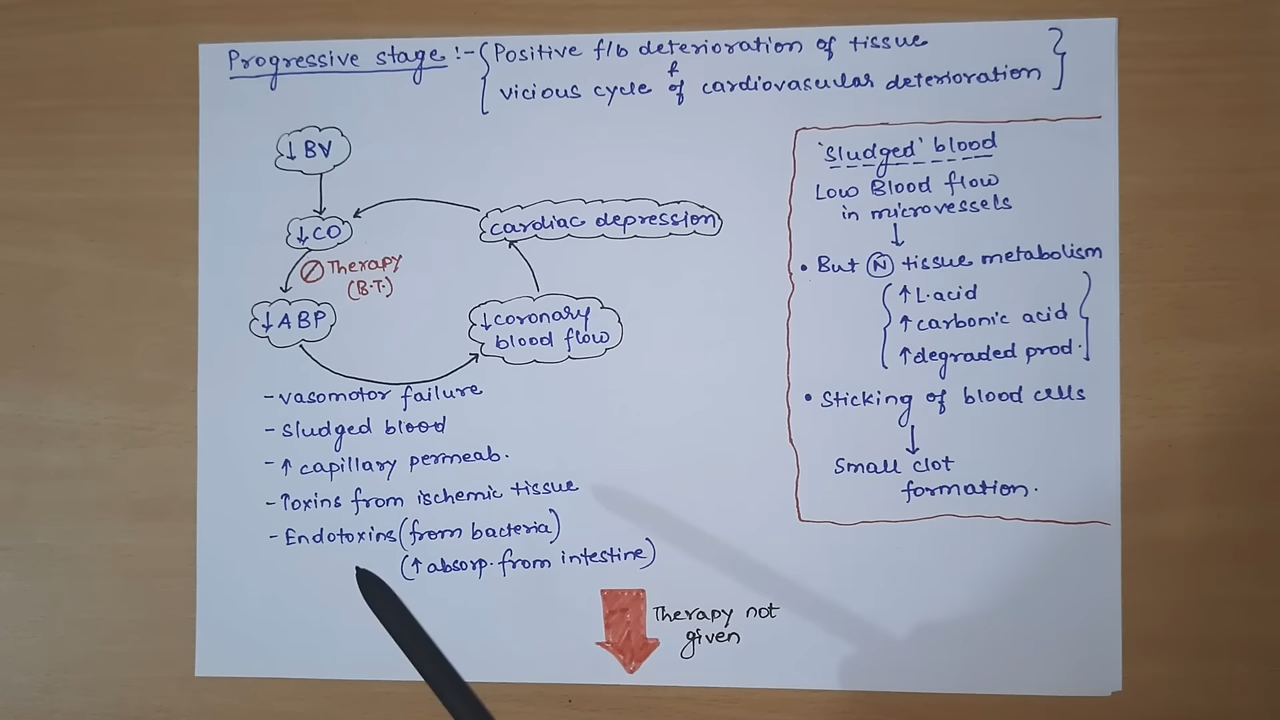 Progressive stage :- { Positive f/b deterioration of tissue
&
vicious cycle of cardiovascular deterioration }
↓ BV
↓ CO
cardiac depression
⊘ Therapy
(B.T.)
↓ ABP
↓ coronary
blood flow
- vasomotor failure
- sludged blood
- ↑ capillary permeab.
- Toxins from ischemic tissue
- Endotoxins (from bacteria)
(↑ absorp. from intestine)
Therapy not
given
'sludged' blood
Low Blood flow
in microvessels
↓
• But Ⓝ tissue metabolism
{ ↑ L. acid
↑ carbonic acid
↑ degraded prod. }
• Sticking of blood cells
↓
Small clot
formation.